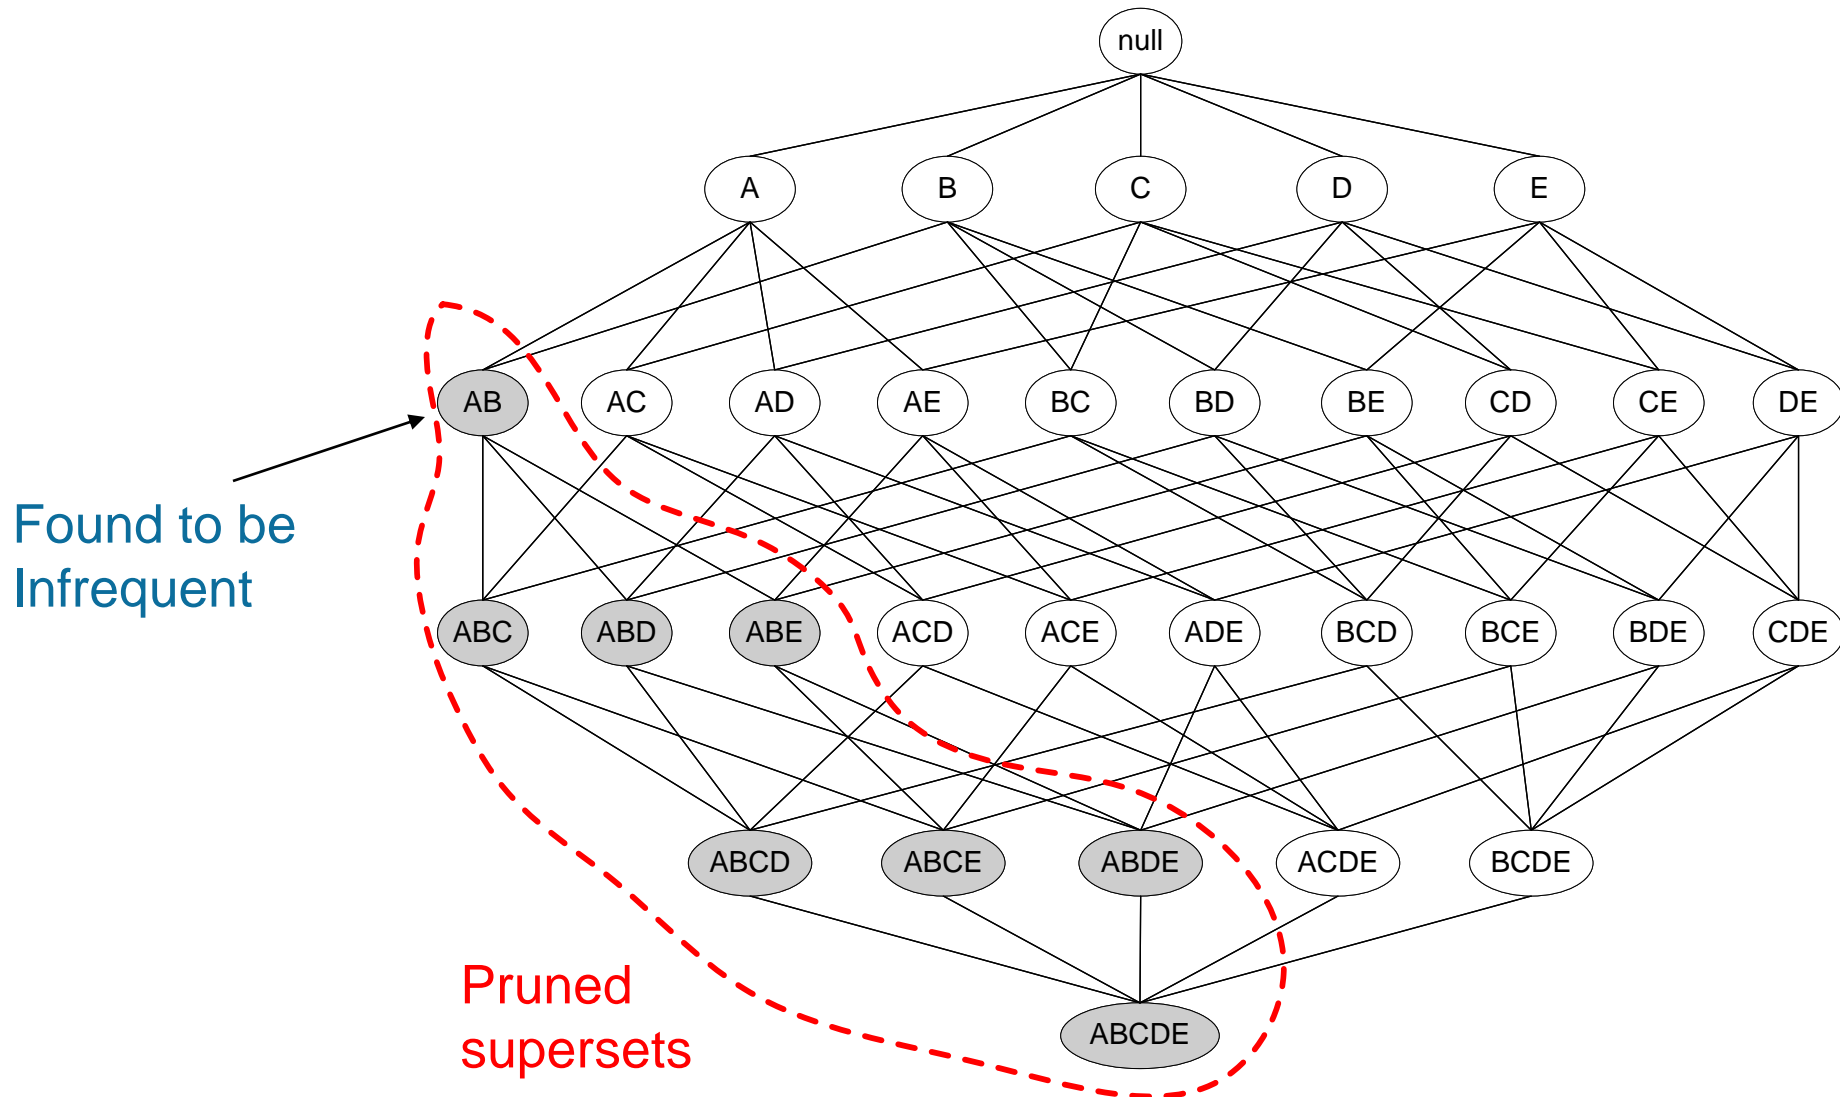 null
A B C D E
AB AC AD AE BC BD BE CD CE DE
Found to be
Infrequent
ABC ABD ABE ACD ACE ADE BCD BCE BDE CDE
ABCD ABCE ABDE ACDE BCDE
Pruned
supersets
ABCDE